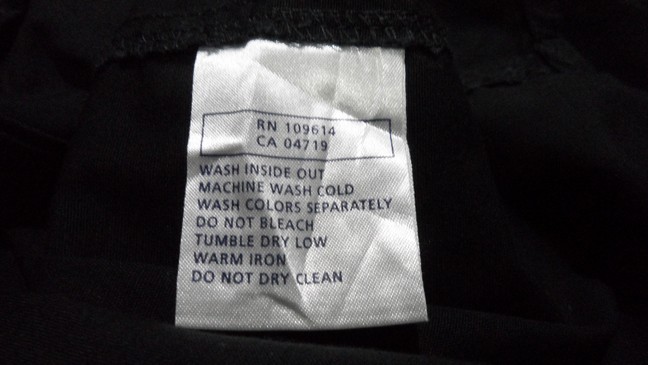 RN 109614
CA 04719
WASH INSIDE OUT
MACHINE WASH COLD
WASH COLORS SEPARATELY
DO NOT BLEACH
TUMBLE DRY LOW
WARM IRON
DO NOT DRY CLEAN